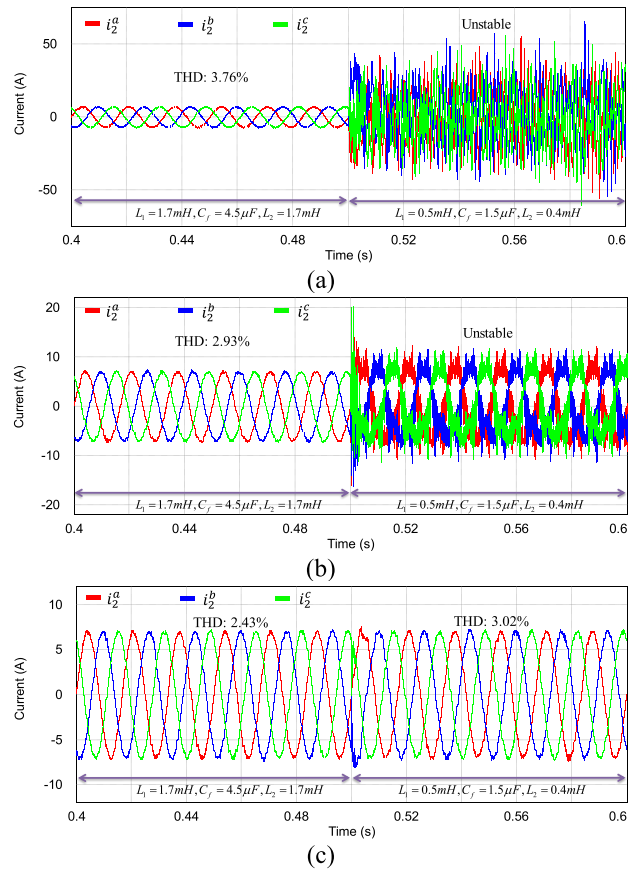 i₂ᵃ i₂ᵇ i₂ᶜ
Unstable
THD: 3.76%
50
0
-50
Current (A)
L₁ = 1.7mH, C_f = 4.5μF, L₂ = 1.7mH
L₁ = 0.5mH, C_f = 1.5μF, L₂ = 0.4mH
0.4 0.44 0.48 0.52 0.56 0.6
Time (s)
(a)
i₂ᵃ i₂ᵇ i₂ᶜ
THD: 2.93%
Unstable
20
10
0
-10
-20
Current (A)
L₁ = 1.7mH, C_f = 4.5μF, L₂ = 1.7mH
L₁ = 0.5mH, C_f = 1.5μF, L₂ = 0.4mH
0.4 0.44 0.48 0.52 0.56 0.6
Time (s)
(b)
i₂ᵃ i₂ᵇ i₂ᶜ
THD: 2.43%
THD: 3.02%
10
5
0
-5
-10
Current (A)
L₁ = 1.7mH, C_f = 4.5μF, L₂ = 1.7mH
L₁ = 0.5mH, C_f = 1.5μF, L₂ = 0.4mH
0.4 0.44 0.48 0.52 0.56 0.6
Time (s)
(c)